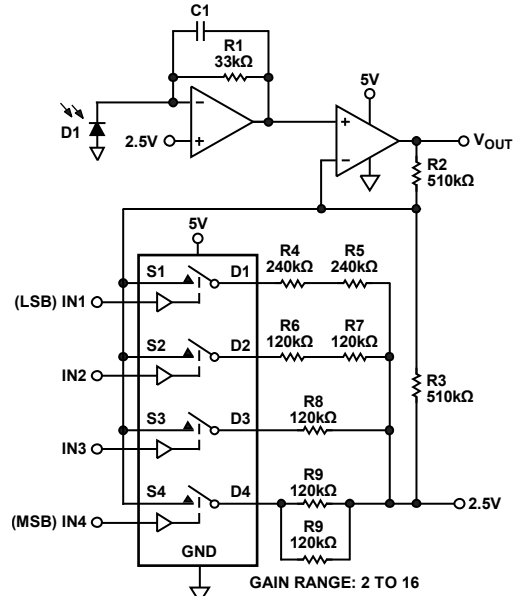 C1
R1
33kΩ
5V
D1
2.5V
−
+
+
−
VOUT
R2
510kΩ
5V
S1
D1
R4
240kΩ
R5
240kΩ
(LSB) IN1
S2
D2
R6
120kΩ
R7
120kΩ
IN2
R3
510kΩ
S3
D3
R8
120kΩ
IN3
S4
D4
R9
120kΩ
2.5V
(MSB) IN4
R9
120kΩ
GND
GAIN RANGE: 2 TO 16